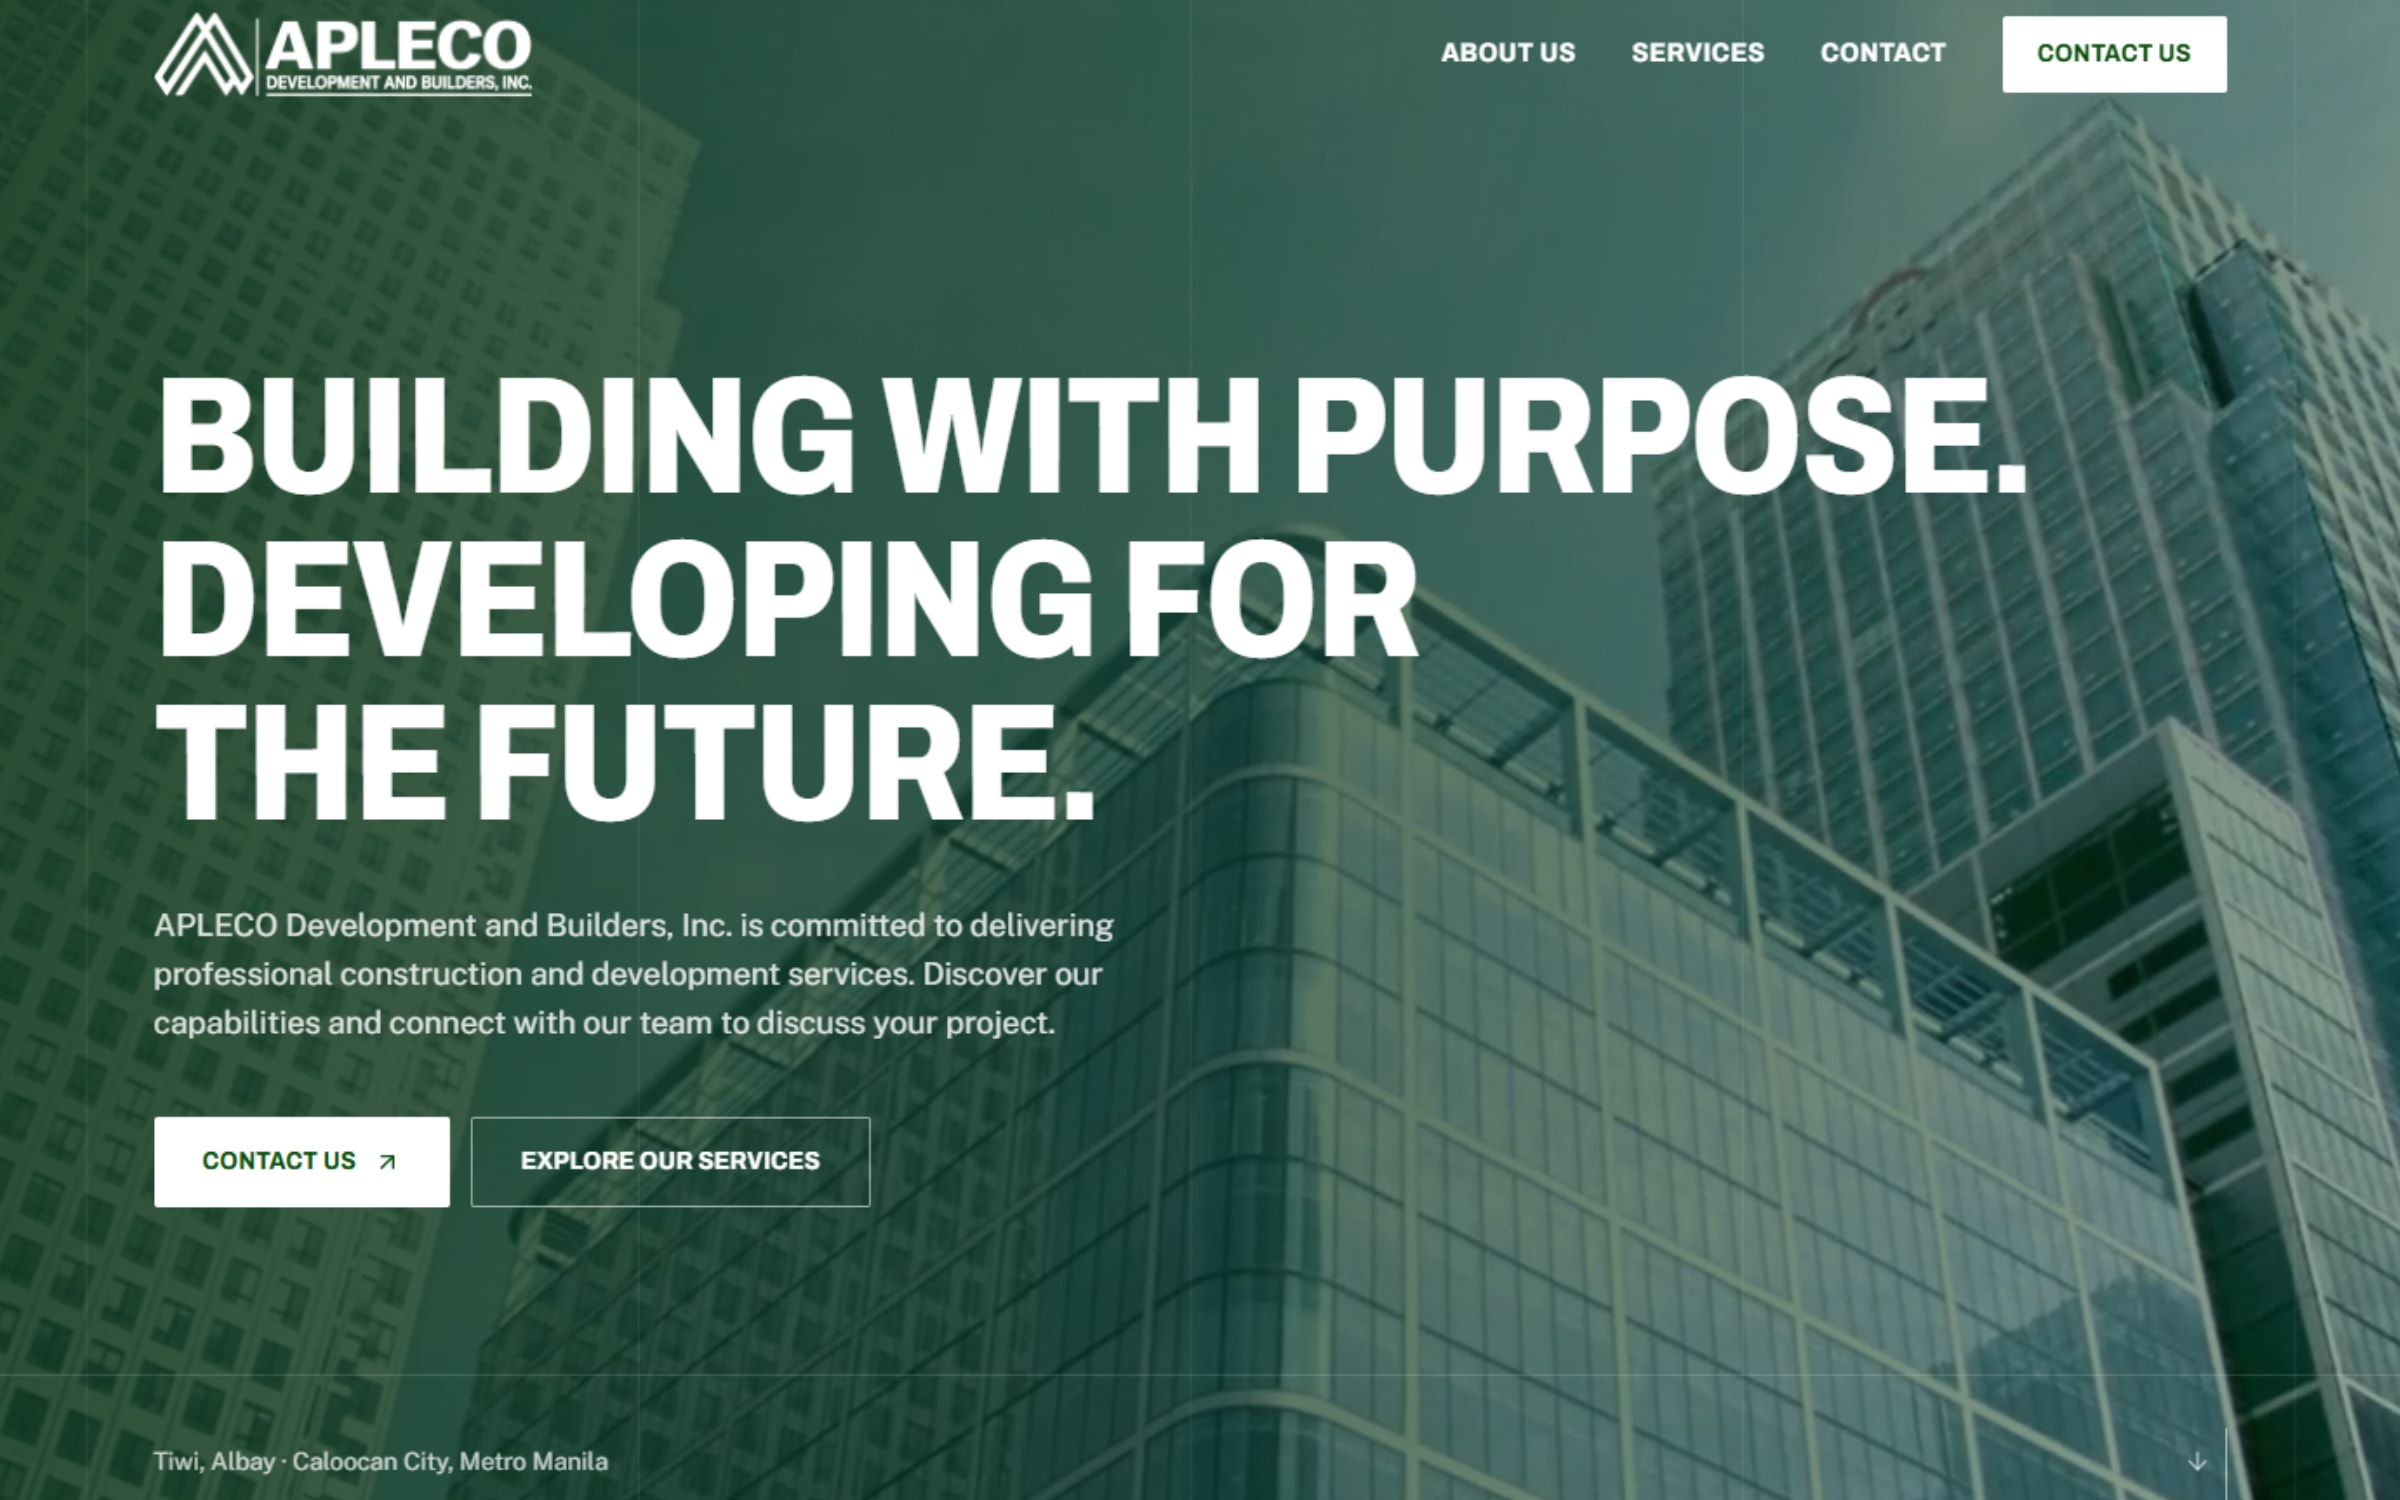 APLECO
DEVELOPMENT AND BUILDERS, INC.
ABOUT US
SERVICES
CONTACT
CONTACT US
BUILDING WITH PURPOSE.
DEVELOPING FOR
THE FUTURE.
APLECO Development and Builders, Inc. is committed to delivering
professional construction and development services. Discover our
capabilities and connect with our team to discuss your project.
CONTACT US
EXPLORE OUR SERVICES
Tiwi, Albay · Caloocan City, Metro Manila